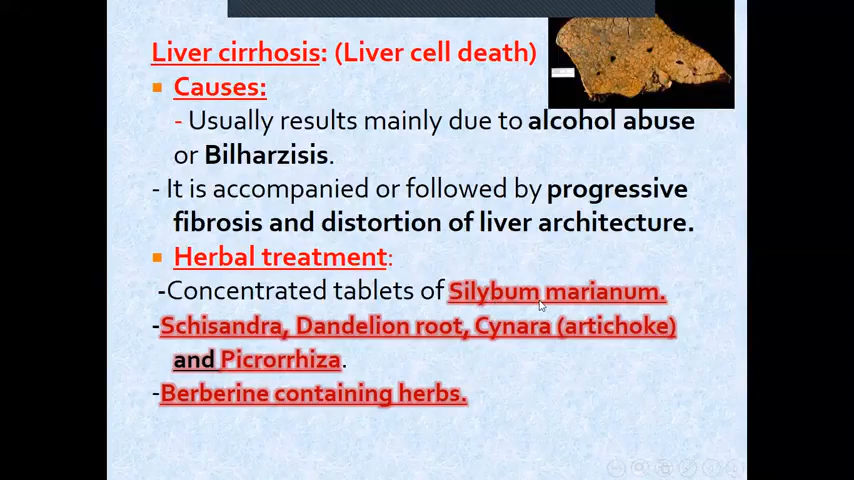 Liver cirrhosis: (Liver cell death)
Causes:
- Usually results mainly due to alcohol abuse
or Bilharzisis.
- It is accompanied or followed by progressive
fibrosis and distortion of liver architecture.
Herbal treatment:
-Concentrated tablets of Silybum marianum.
-Schisandra, Dandelion root, Cynara (artichoke)
and Picrorrhiza.
-Berberine containing herbs.